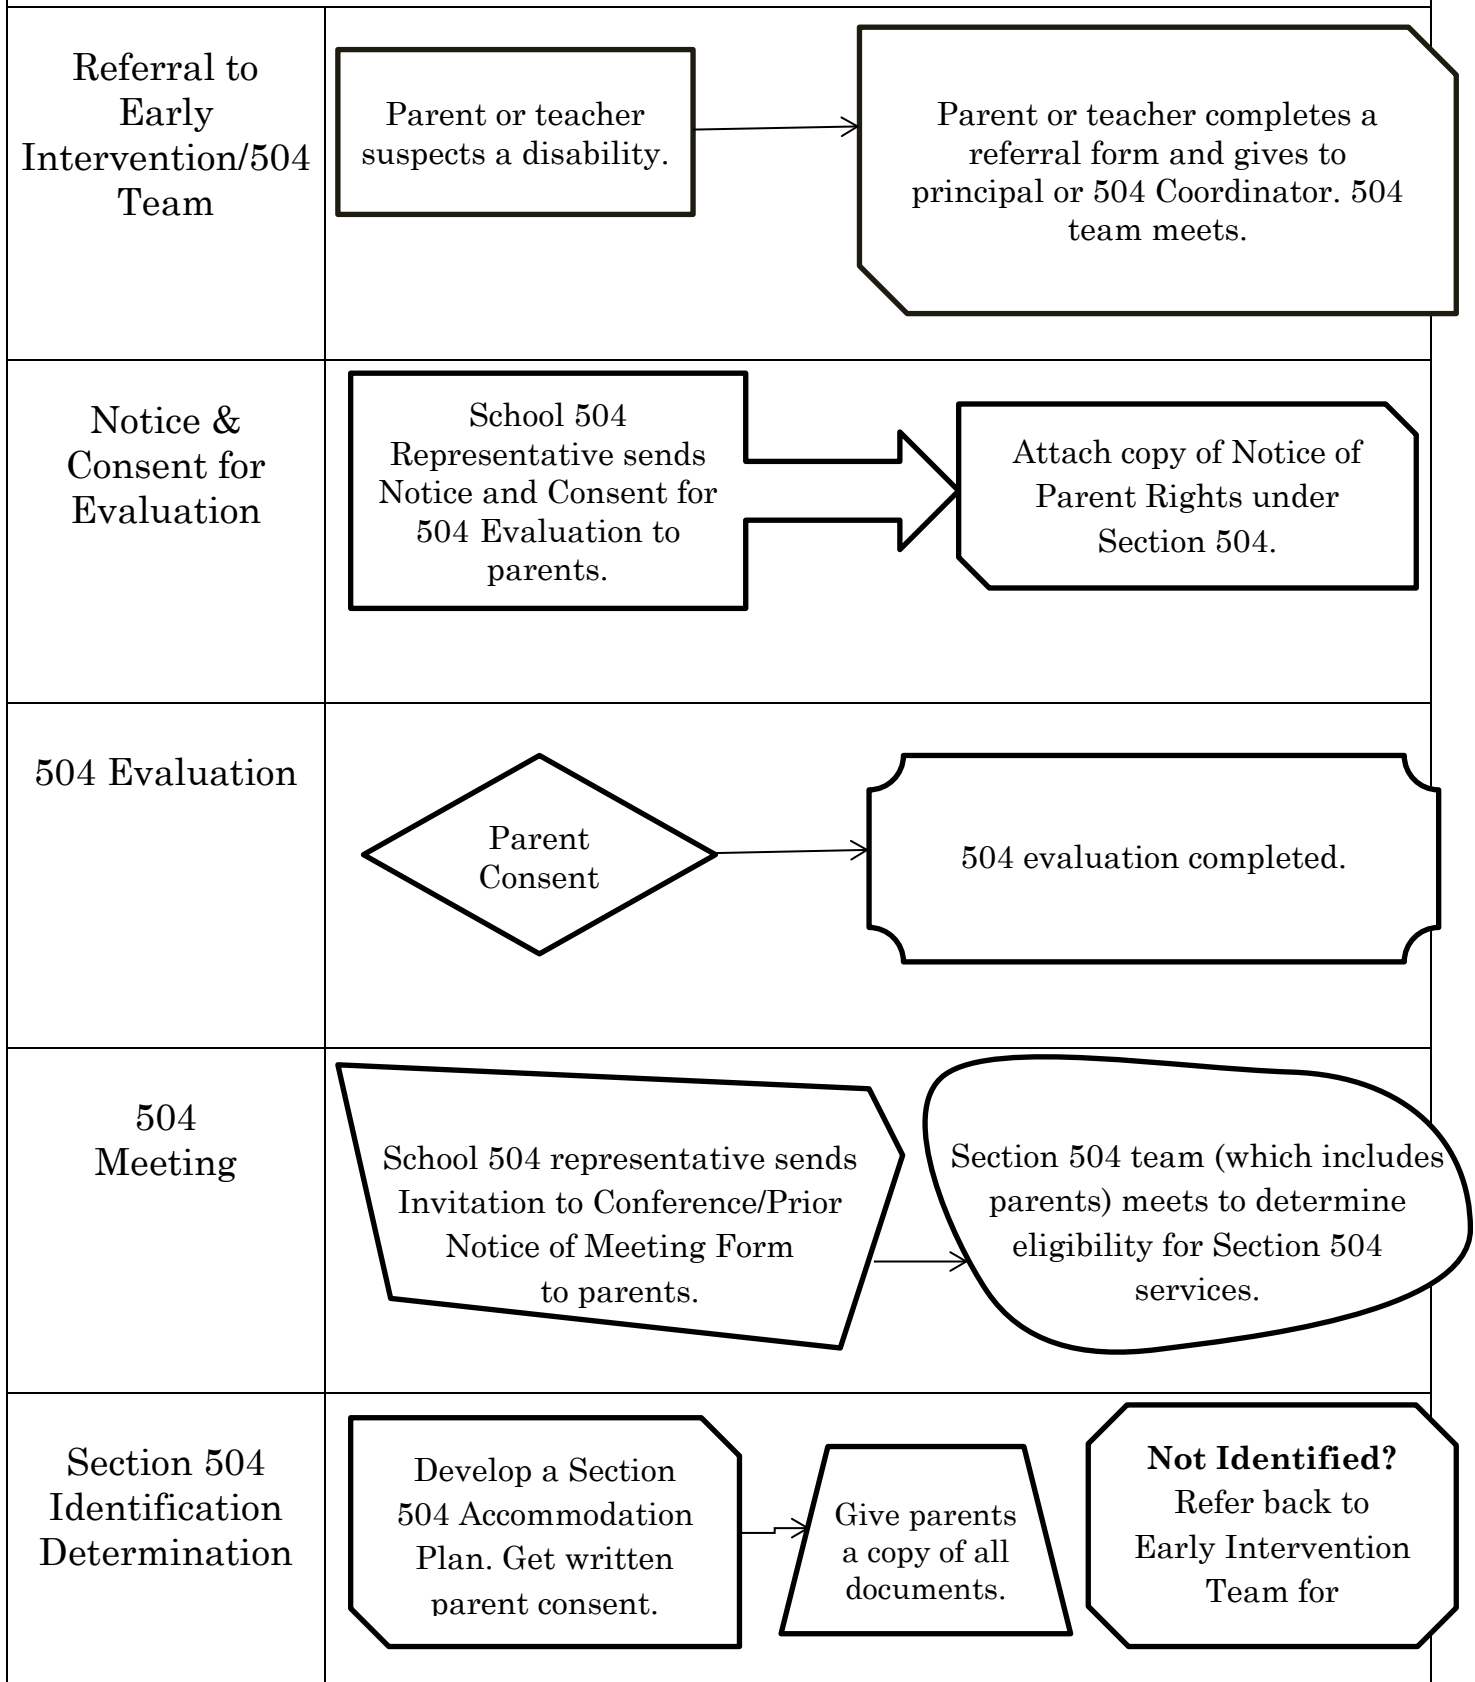 Referral to
Early
Intervention/504
Team
Parent or teacher
suspects a disability.
Parent or teacher completes a
referral form and gives to
principal or 504 Coordinator. 504
team meets.
Notice &
Consent for
Evaluation
School 504
Representative sends
Notice and Consent for
504 Evaluation to
parents.
Attach copy of Notice of
Parent Rights under
Section 504.
504 Evaluation
Parent
Consent
504 evaluation completed.
504
Meeting
School 504 representative sends
Invitation to Conference/Prior
Notice of Meeting Form
to parents.
Section 504 team (which includes
parents) meets to determine
eligibility for Section 504
services.
Section 504
Identification
Determination
Develop a Section
504 Accommodation
Plan. Get written
parent consent.
Give parents
a copy of all
documents.
Not Identified?
Refer back to
Early Intervention
Team for